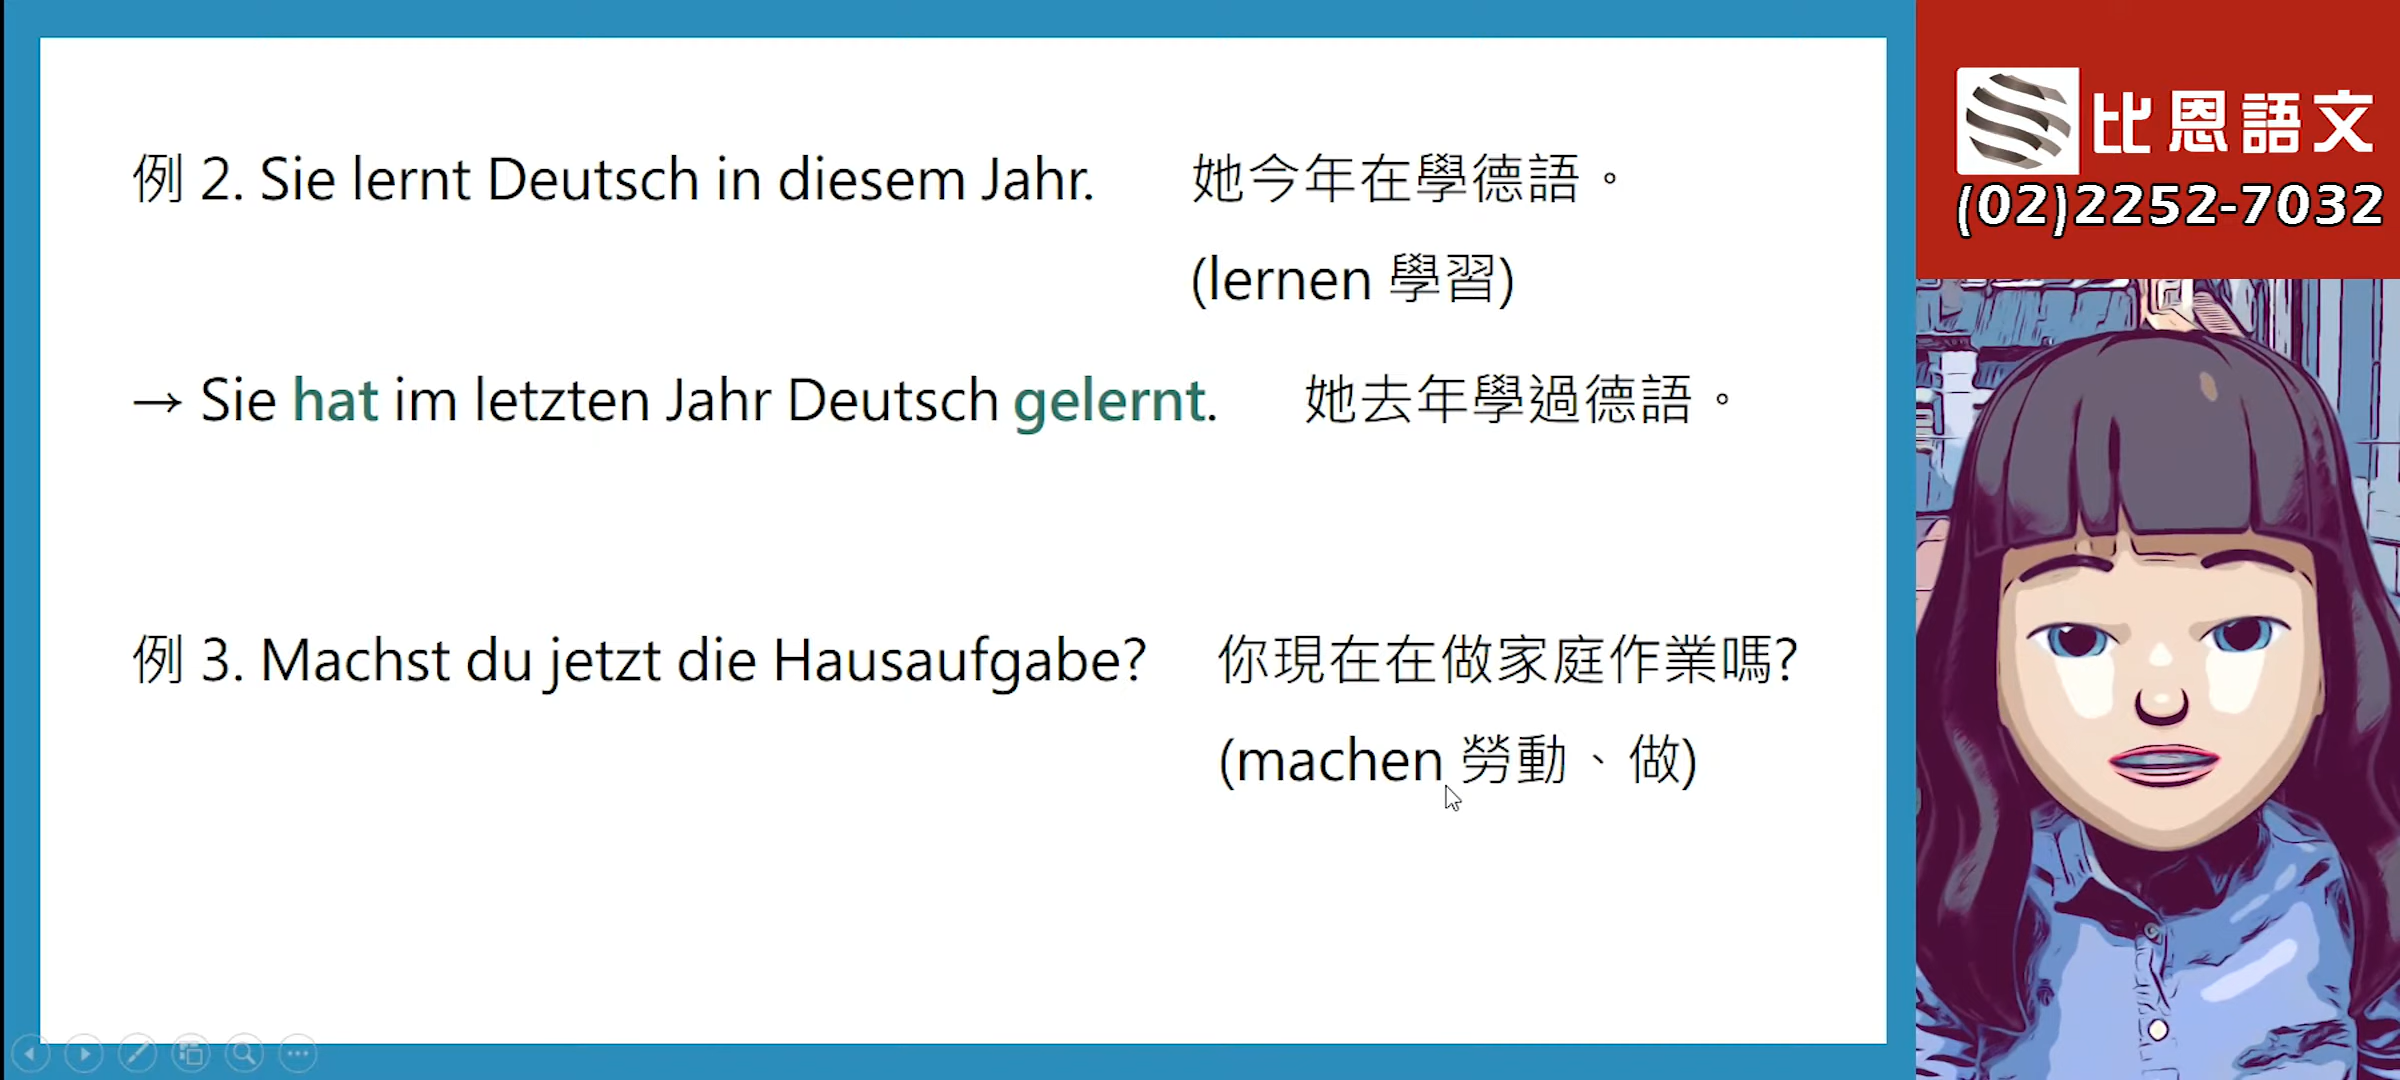 例 2. Sie lernt Deutsch in diesem Jahr. 她今年在學德語。
(lernen 學習)
→ Sie hat im letzten Jahr Deutsch gelernt. 她去年學過德語。
例 3. Machst du jetzt die Hausaufgabe? 你現在在做家庭作業嗎?
(machen 勞動、做)
比恩語文
(02)2252-7032